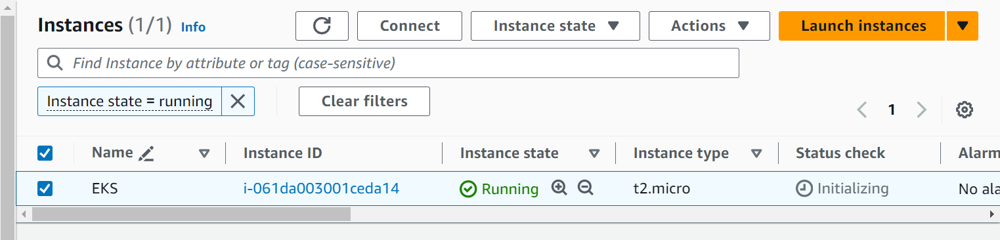 Instances (1/1) Info Connect Instance state Actions Launch instances
Find Instance by attribute or tag (case-sensitive)
Instance state = running Clear filters
1
Name Instance ID Instance state Instance type Status check Alarm
EKS i-061da003001ceda14 Running t2.micro Initializing No ala